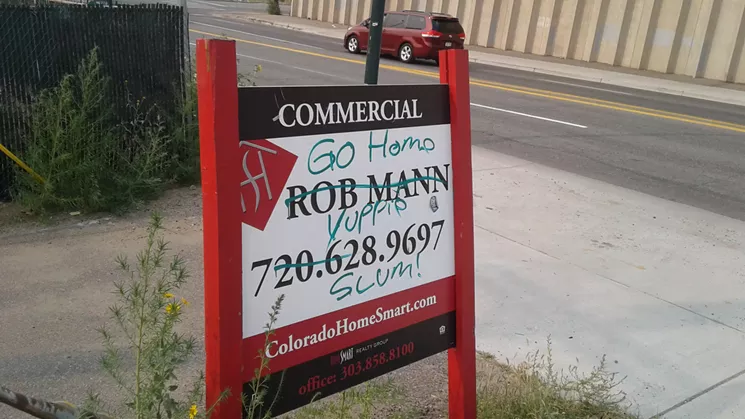 COMMERCIAL
Go Home
ROB MANN
Yuppie
720.628.9697
SCUM!
ColoradoHomeSmart.com
SMART REALTY GROUP
office: 303.858.8100